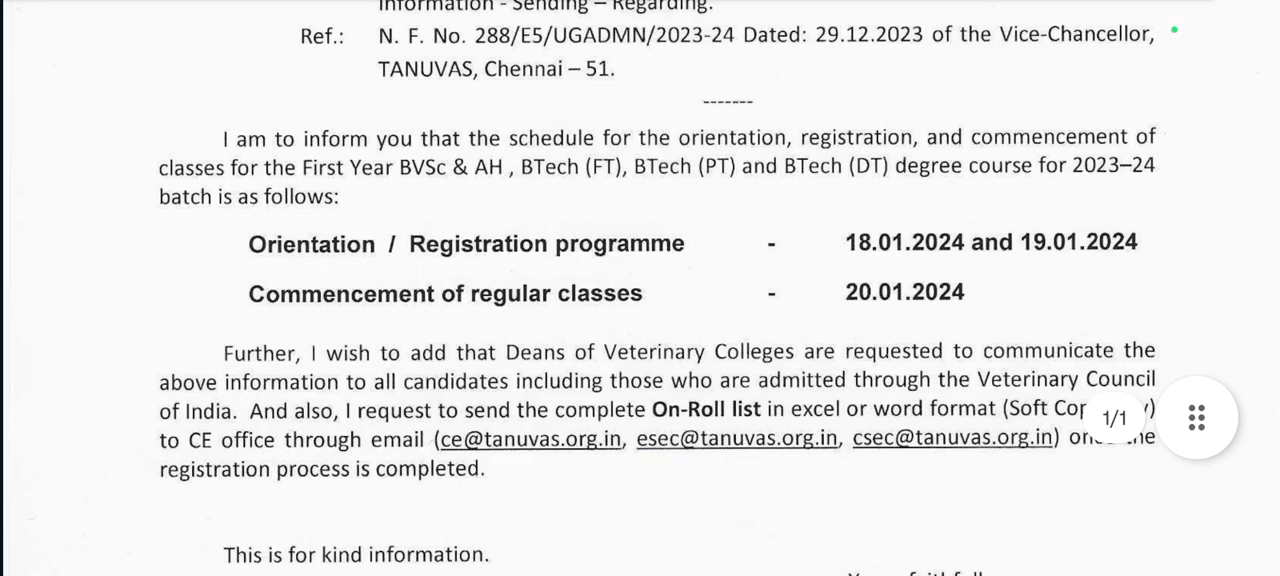 Information - Sending – Regarding.
Ref.: N. F. No. 288/E5/UGADMN/2023-24 Dated: 29.12.2023 of the Vice-Chancellor,
TANUVAS, Chennai – 51.
-------
I am to inform you that the schedule for the orientation, registration, and commencement of
classes for the First Year BVSc & AH , BTech (FT), BTech (PT) and BTech (DT) degree course for 2023–24
batch is as follows:
Orientation / Registration programme - 18.01.2024 and 19.01.2024
Commencement of regular classes - 20.01.2024
Further, I wish to add that Deans of Veterinary Colleges are requested to communicate the
above information to all candidates including those who are admitted through the Veterinary Council
of India. And also, I request to send the complete On-Roll list in excel or word format (Soft
1/1
to CE office through email (ce@tanuvas.org.in, esec@tanuvas.org.in, csec@tanuvas.org.in)
registration process is completed.
This is for kind information.